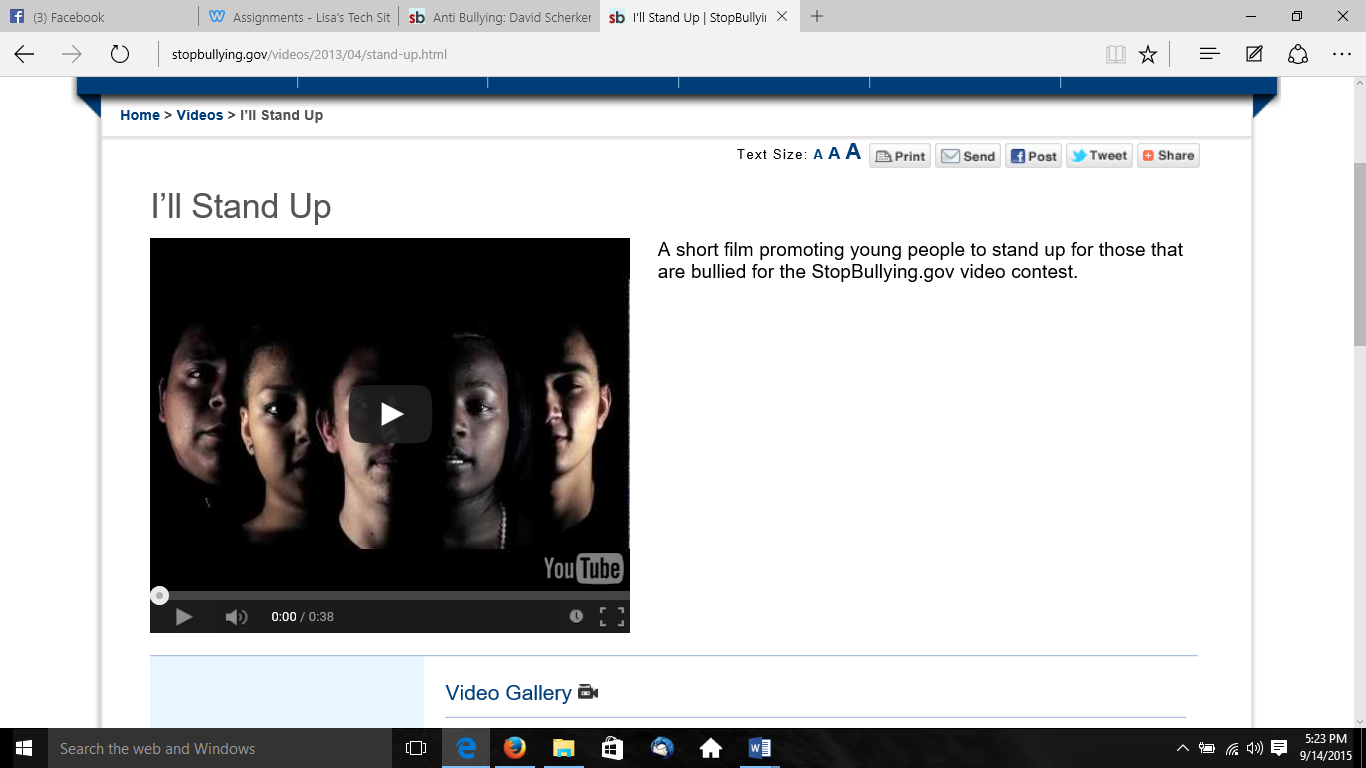 (3) Facebook
Assignments - Lisa's Tech Sit
sb Anti Bullying: David Scherker
sb I'll Stand Up | StopBullyi
stopbullying.gov/videos/2013/04/stand-up.html
Home > Videos > I’ll Stand Up
Text Size: A A A Print Send Post Tweet Share
I’ll Stand Up
A short film promoting young people to stand up for those that
are bullied for the StopBullying.gov video contest.
YouTube
0:00 / 0:38
Video Gallery
Search the web and Windows
5:23 PM
9/14/2015